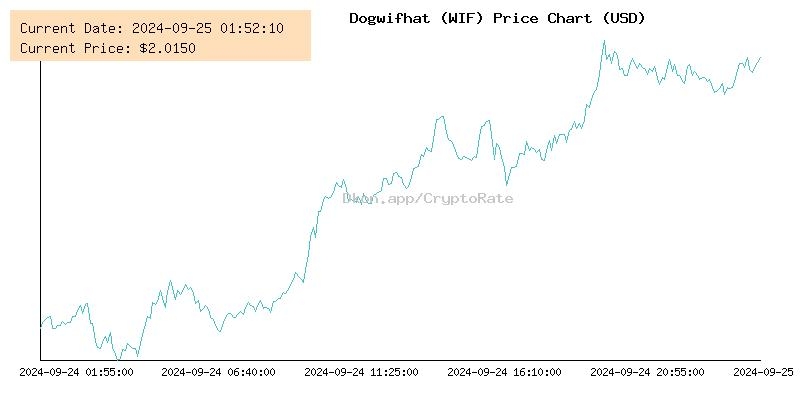 Dogwifhat (WIF) Price Chart (USD)
Current Date: 2024-09-25 01:52:10
Current Price: $2.0150
Dkon.app/CryptoRate
2024-09-24 01:55:00 2024-09-24 06:40:00 2024-09-24 11:25:00 2024-09-24 16:10:00 2024-09-24 20:55:00 2024-09-25